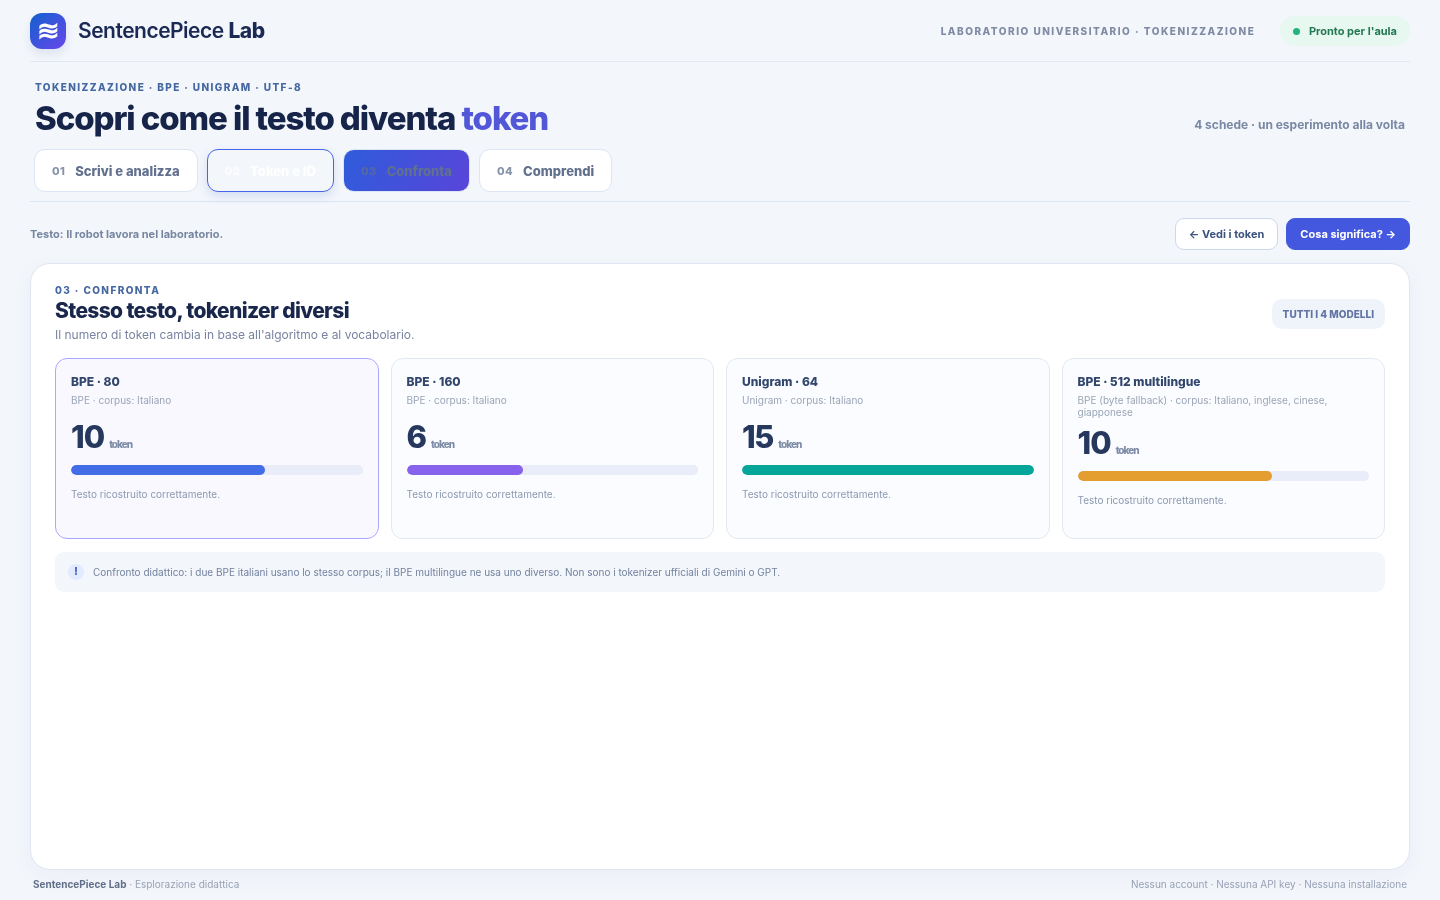 SentencePiece Lab
LABORATORIO UNIVERSITARIO · TOKENIZZAZIONE
Pronto per l'aula
TOKENIZZAZIONE · BPE · UNIGRAM · UTF-8
Scopri come il testo diventa token
4 schede · un esperimento alla volta
01 Scrivi e analizza
02 Token e ID
03 Confronta
04 Comprendi
Testo: Il robot lavora nel laboratorio.
← Vedi i token
Cosa significa? →
03 · CONFRONTA
Stesso testo, tokenizer diversi
Il numero di token cambia in base all'algoritmo e al vocabolario.
TUTTI I 4 MODELLI
BPE · 80
BPE · corpus: Italiano
10 token
Testo ricostruito correttamente.
BPE · 160
BPE · corpus: Italiano
6 token
Testo ricostruito correttamente.
Unigram · 64
Unigram · corpus: Italiano
15 token
Testo ricostruito correttamente.
BPE · 512 multilingue
BPE (byte fallback) · corpus: Italiano, inglese, cinese,
giapponese
10 token
Testo ricostruito correttamente.
! Confronto didattico: i due BPE italiani usano lo stesso corpus; il BPE multilingue ne usa uno diverso. Non sono i tokenizer ufficiali di Gemini o GPT.
SentencePiece Lab · Esplorazione didattica
Nessun account · Nessuna API key · Nessuna installazione